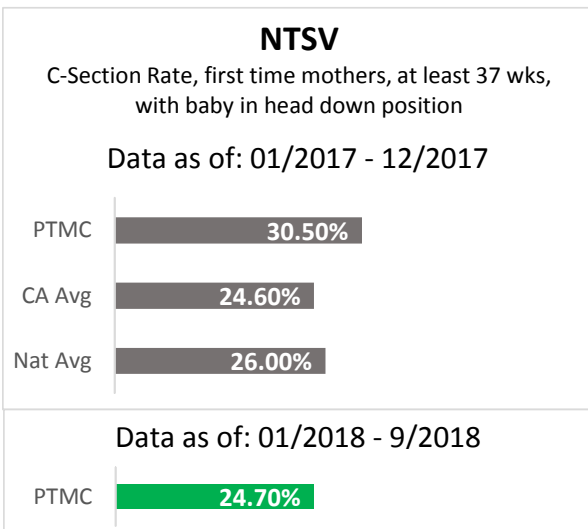 NTSV
C-Section Rate, first time mothers, at least 37 wks,
with baby in head down position
Data as of: 01/2017 - 12/2017
PTMC 30.50%
CA Avg 24.60%
Nat Avg 26.00%
Data as of: 01/2018 - 9/2018
PTMC 24.70%